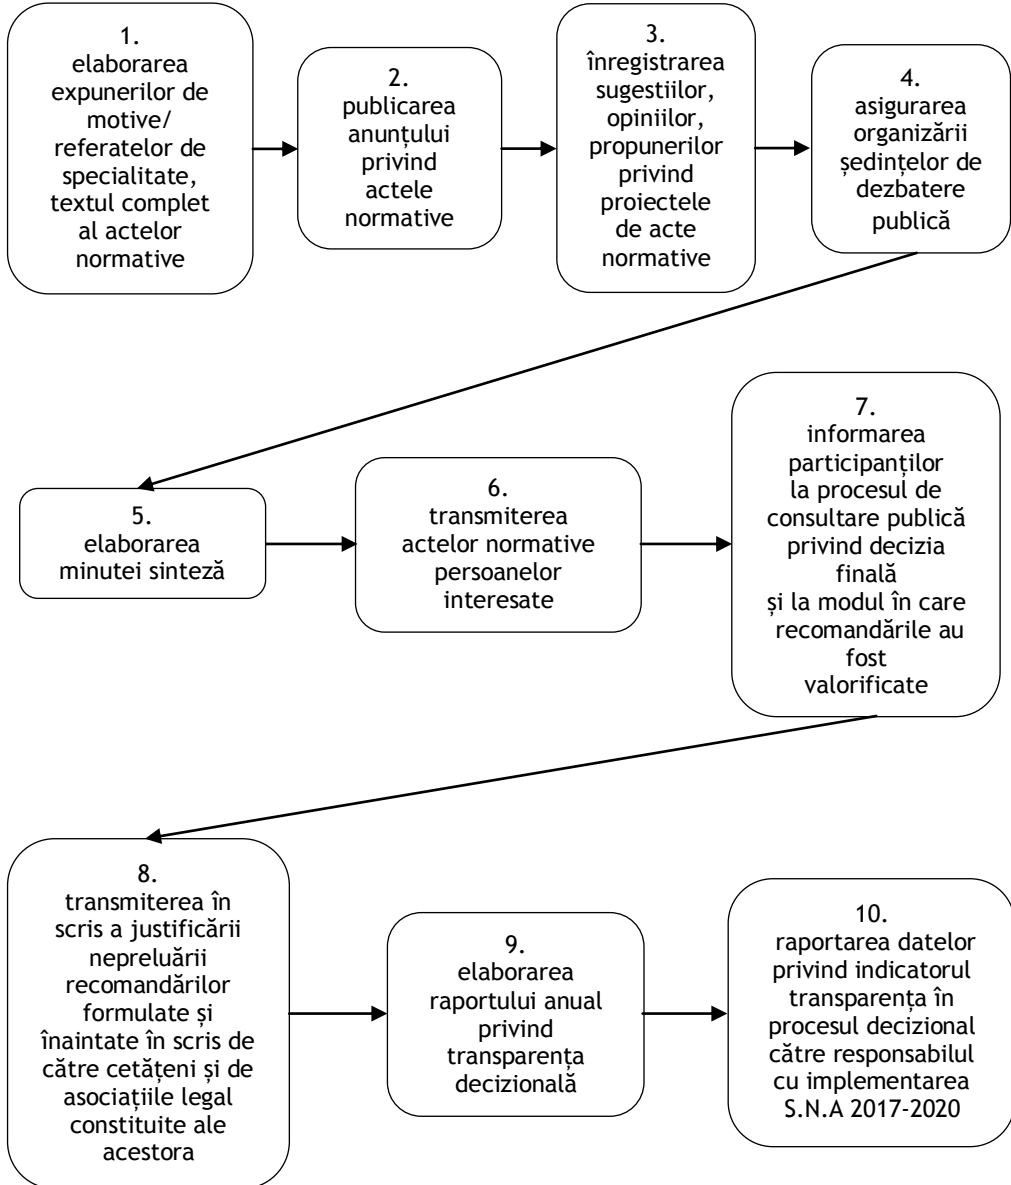 1.
elaborarea
expunerilor de
motive/
referatelor de
specialitate,
textul complet
al actelor
normative
2.
publicarea
anunțului
privind
actele
normative
3.
înregistrarea
sugestiilor,
opiniilor,
propunerilor
privind
proiectele
de acte
normative
4.
asigurarea
organizării
ședințelor de
dezbatere
publică
5.
elaborarea
minutei sinteză
6.
transmiterea
actelor normative
persoanelor
interesate
7.
informarea
participanților
la procesul de
consultare publică
privind decizia
finală
și la modul în care
recomandările au
fost
valorificate
8.
transmiterea în
scris a justificării
nepreluării
recomandărilor
formulate și
înaintate în scris de
către cetățeni și de
asociațiile legal
constituite ale
acestora
9.
elaborarea
raportului anual
privind
transparența
decizională
10.
raportarea datelor
privind indicatorul
transparența în
procesul decizional
către responsabilul
cu implementarea
S.N.A 2017-2020